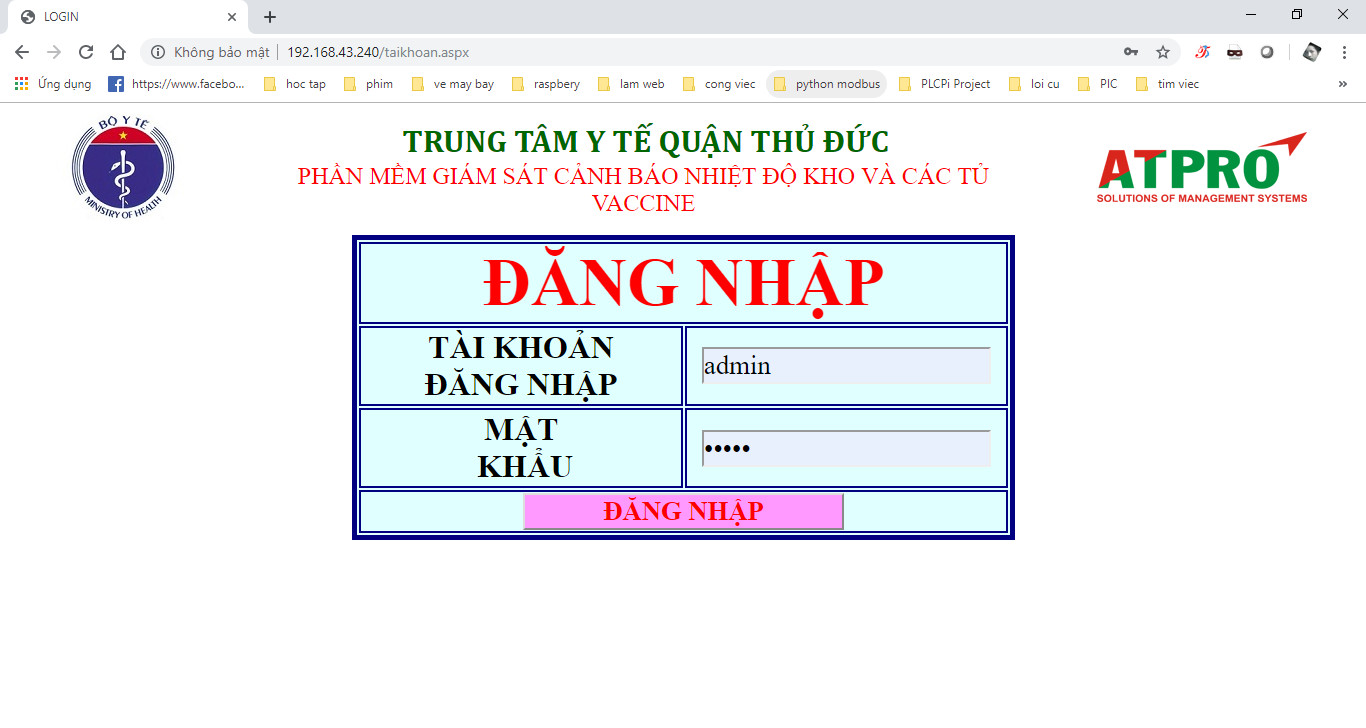 LOGIN
Không bảo mật
192.168.43.240/taikhoan.aspx
Ứng dụng
https://www.facebo...
hoc tap
phim
ve may bay
raspbery
lam web
cong viec
python modbus
PLCPi Project
loi cu
PIC
tim viec
BỘ Y TẾ
MINISTRY OF HEALTH
TRUNG TÂM Y TẾ QUẬN THỦ ĐỨC
PHẦN MỀM GIÁM SÁT CẢNH BÁO NHIỆT ĐỘ KHO VÀ CÁC TỦ
VACCINE
ATPRO
SOLUTIONS OF MANAGEMENT SYSTEMS
ĐĂNG NHẬP
TÀI KHOẢN
ĐĂNG NHẬP
admin
MẬT
KHẨU
•••••
ĐĂNG NHẬP